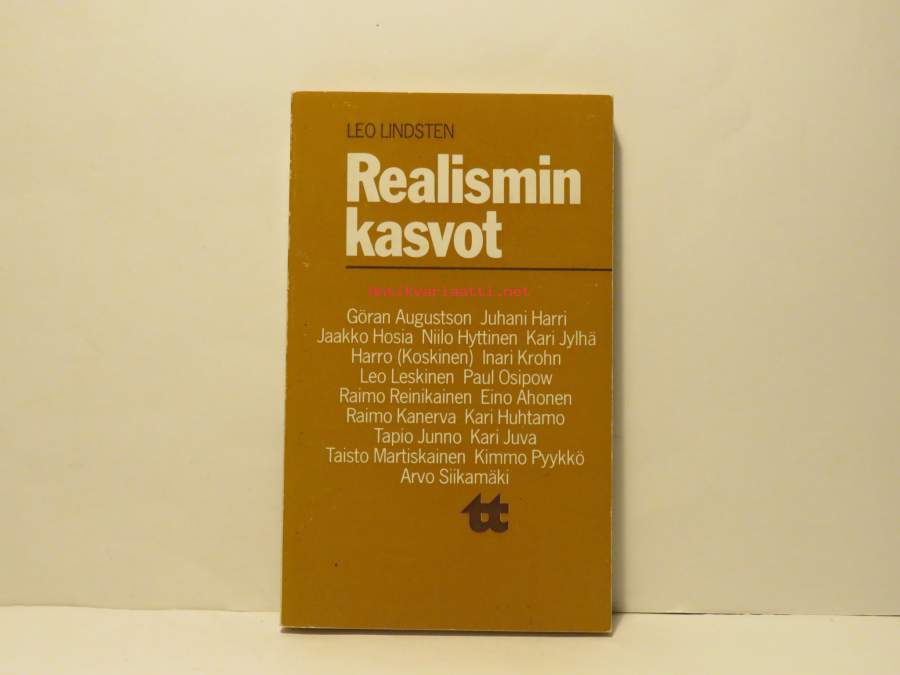 LEO LINDSTEN
Realismin
kasvot
antikvariaatti.net
Göran Augustson Juhani Harri
Jaakko Hosia Niilo Hyttinen Kari Jylhä
Harro (Koskinen) Inari Krohn
Leo Leskinen Paul Osipow
Raimo Reinikainen Eino Ahonen
Raimo Kanerva Kari Huhtamo
Tapio Junno Kari Juva
Taisto Martiskainen Kimmo Pyykkö
Arvo Siikamäki
tt